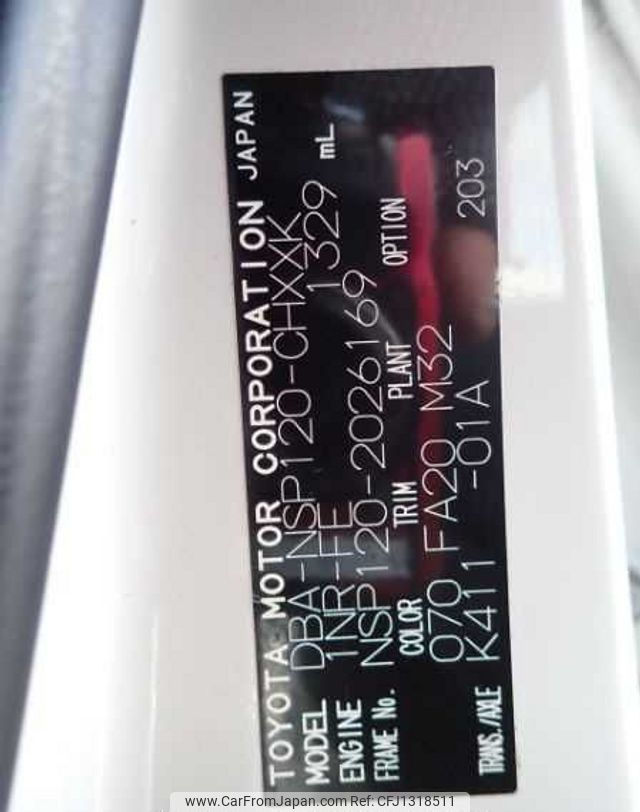 TOYOTA MOTOR CORPORATION JAPAN
MODEL DBA-NSP120-CHXXK
ENGINE 1NR-FE 1329 mL
FRAME No. NSP120-2026169
COLOR TRIM PLANT OPTION
070 FA20 M32
TRANS./AXLE K411 -01A 203
www.CarFromJapan.com Ref No.CFJ1318511